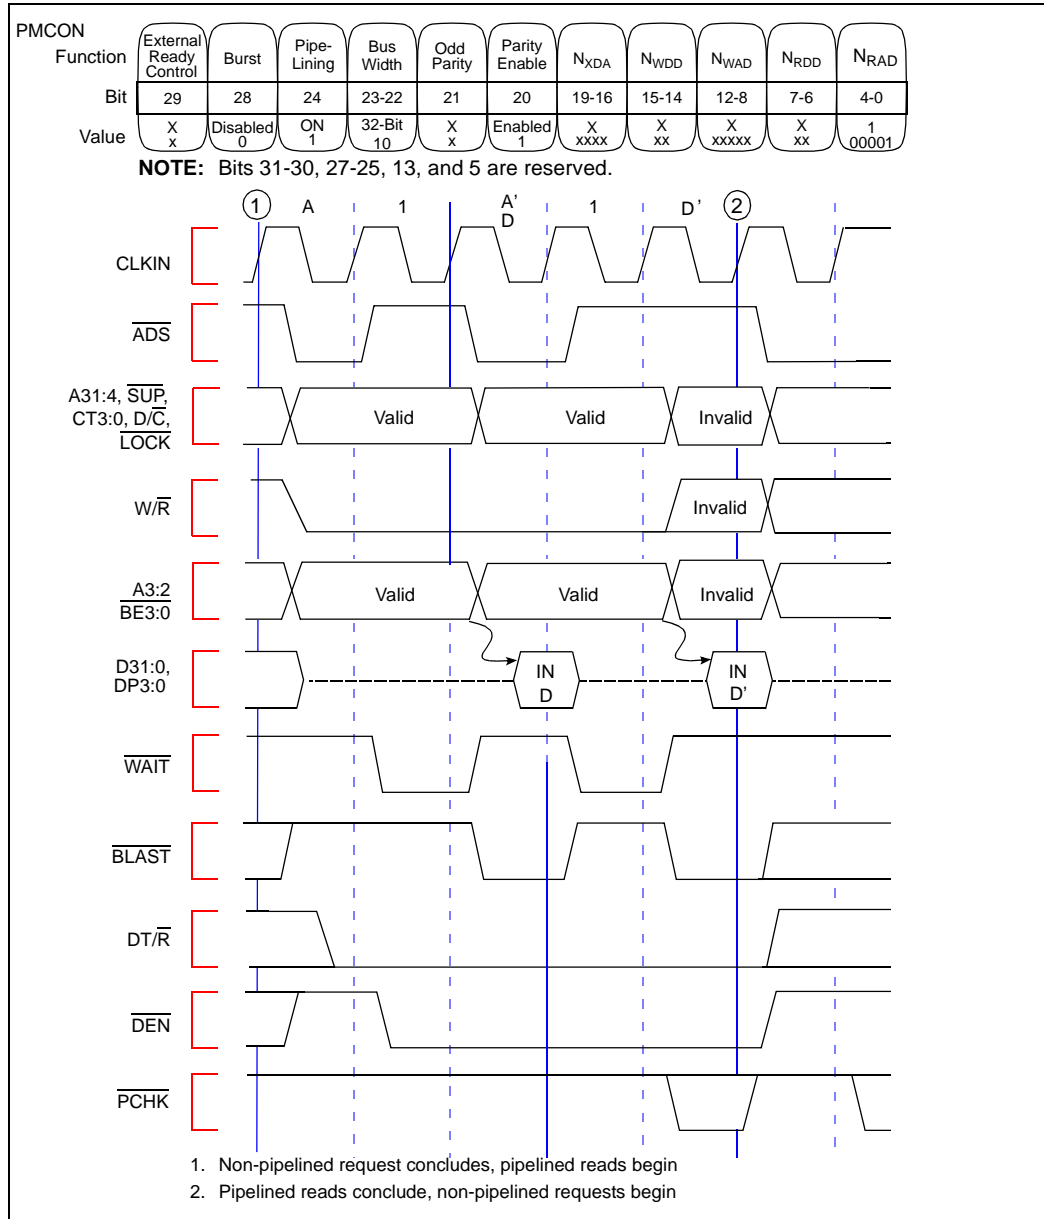 PMCON
Function
External Ready Control
Burst
Pipe-Lining
Bus Width
Odd Parity
Parity Enable
NXDA
NWDD
NWAD
NRDD
NRAD
Bit
29
28
24
23-22
21
20
19-16
15-14
12-8
7-6
4-0
Value
X
x
Disabled
0
ON
1
32-Bit
10
X
x
Enabled
1
X
xxxx
X
xx
X
xxxxx
X
xx
1
00001
NOTE: Bits 31-30, 27-25, 13, and 5 are reserved.
1
A
1
A'
D
1
D'
2
CLKIN
ADS
A31:4, SUP,
CT3:0, D/C,
LOCK
Valid
Valid
Invalid
W/R
Invalid
A3:2
BE3:0
Valid
Valid
Invalid
D31:0,
DP3:0
IN
D
IN
D'
WAIT
BLAST
DT/R
DEN
PCHK
1. Non-pipelined request concludes, pipelined reads begin
2. Pipelined reads conclude, non-pipelined requests begin